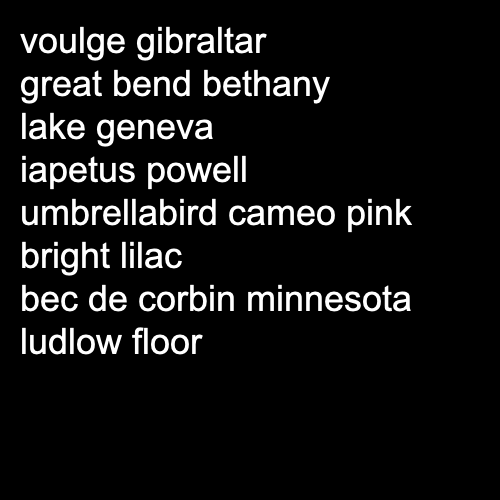 voulge gibraltar
great bend bethany
lake geneva
iapetus powell
umbrellabird cameo pink
bright lilac
bec de corbin minnesota
ludlow floor